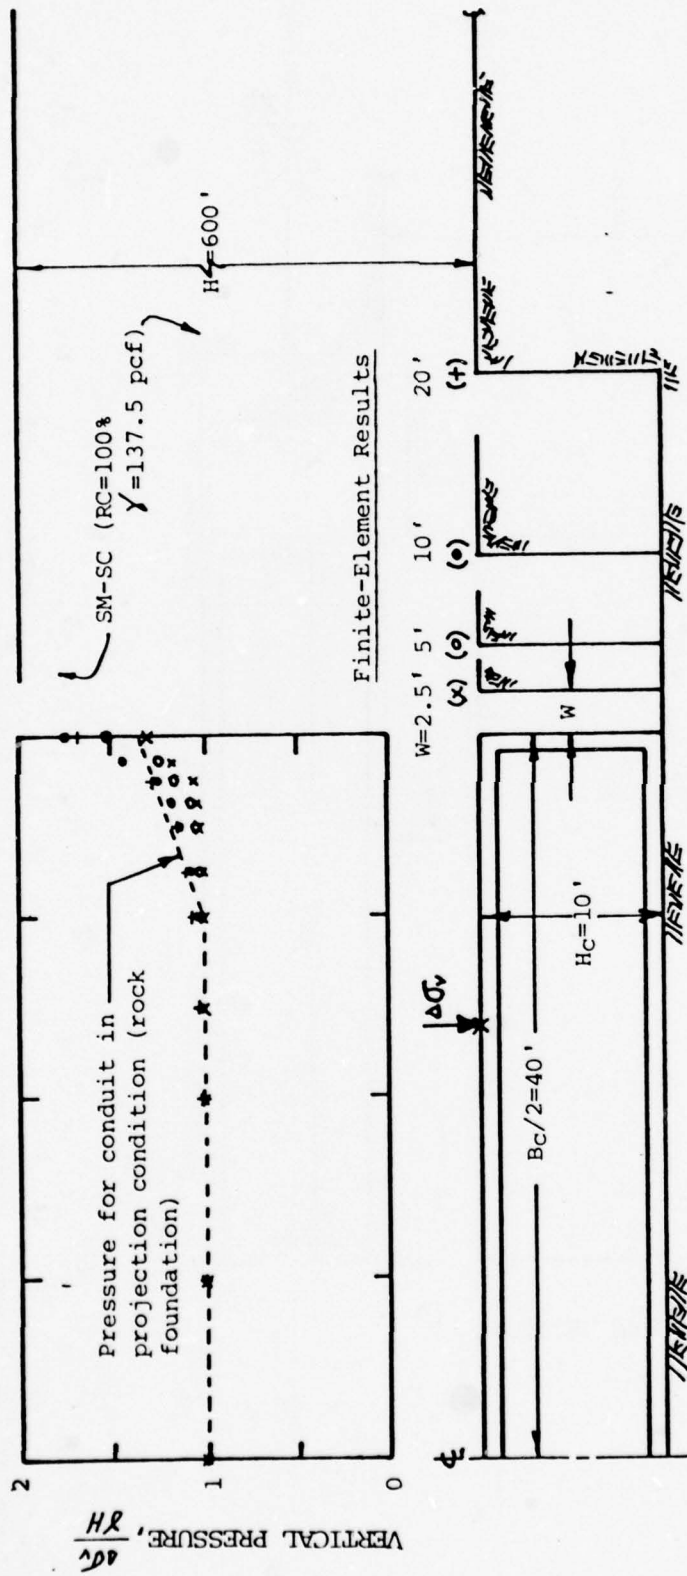 2
1
0
VERTICAL PRESSURE, Δσv/γH
Pressure for conduit in
projection condition (rock
foundation)
SM-SC (RC=100%
γ=137.5 pcf)
H=600'
Finite-Element Results
W=2.5' 5' 10' 20'
(x) (o) (●) (+)
W
Δσv
Hc=10'
Bc/2=40'
℄